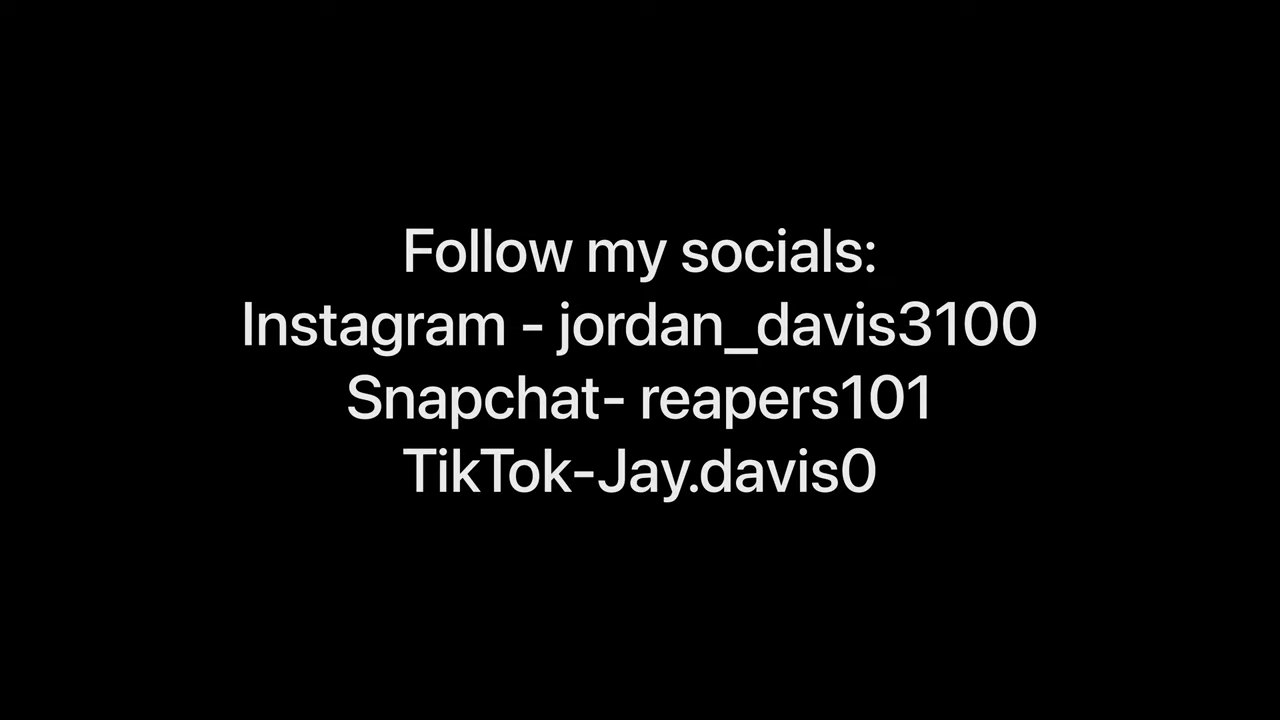 Follow my socials:
Instagram - jordan_davis3100
Snapchat- reapers101
TikTok-Jay.davis0